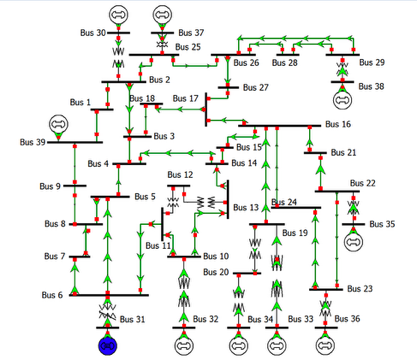 Bus 30
Bus 37
Bus 25
Bus 26
Bus 28
Bus 29
Bus 2
Bus 38
Bus 27
Bus 18
Bus 17
Bus 1
Bus 39
Bus 3
Bus 16
Bus 15
Bus 21
Bus 4
Bus 14
Bus 12
Bus 22
Bus 9
Bus 5
Bus 24
Bus 13
Bus 8
Bus 19
Bus 35
Bus 11
Bus 7
Bus 10
Bus 20
Bus 6
Bus 23
Bus 31
Bus 32
Bus 34
Bus 33
Bus 36